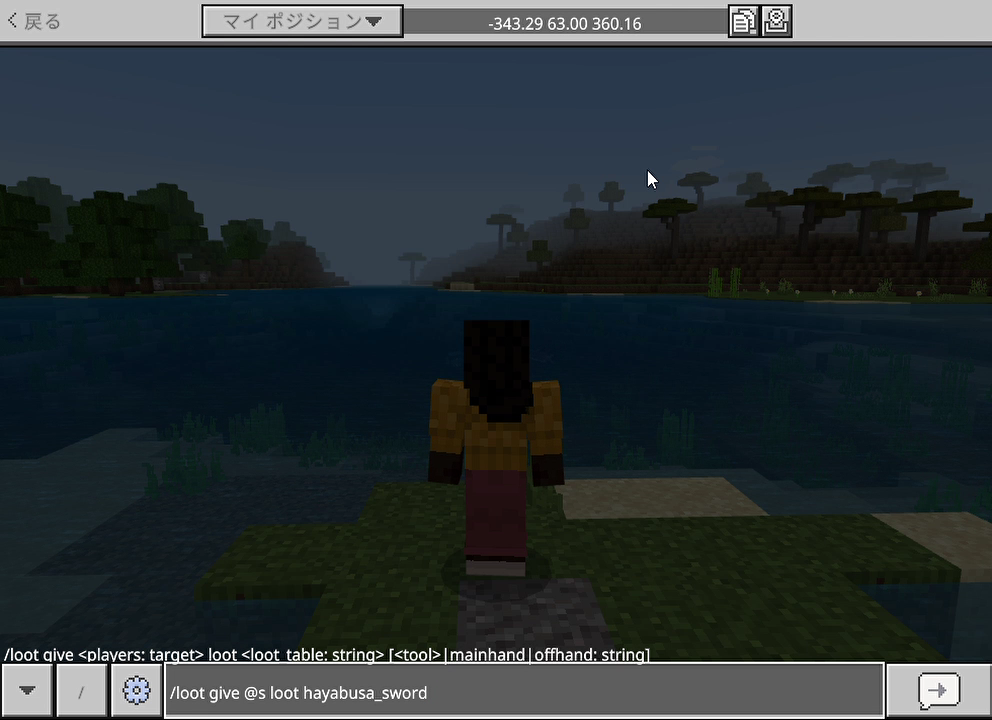 戻る
マイ ポジション
-343.29 63.00 360.16
/loot give <players: target> loot <loot_table: string> [<tool>|mainhand|offhand: string]
/
/loot give @s loot hayabusa_sword